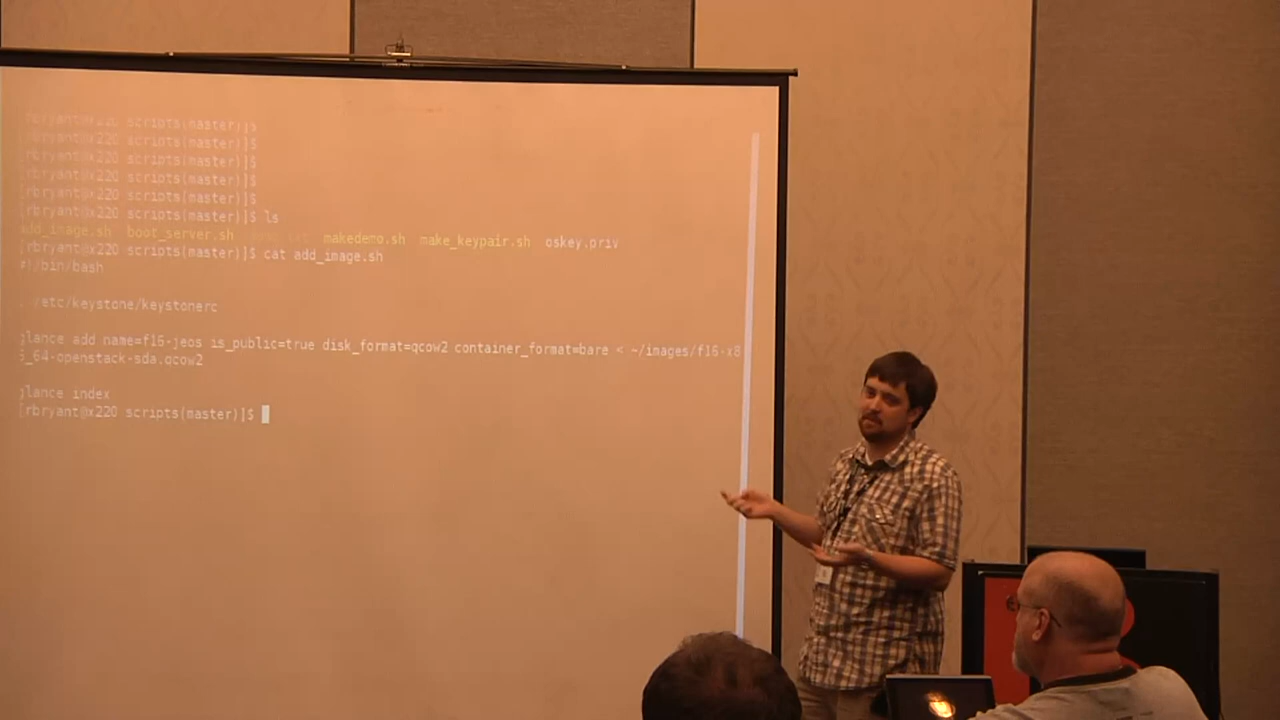 [rbryant@x220 scripts(master)]$
[rbryant@x220 scripts(master)]$
[rbryant@x220 scripts(master)]$
[rbryant@x220 scripts(master)]$
[rbryant@x220 scripts(master)]$
[rbryant@x220 scripts(master)]$ ls
add_image.sh boot_server.sh makedemo.sh make_keypair.sh oskey.priv
[rbryant@x220 scripts(master)]$ cat add_image.sh
#!/bin/bash
. /etc/keystone/keystonerc
glance add name=f16-jeos is_public=true disk_format=qcow2 container_format=bare < ~/images/f16-x8
6_64-openstack-sda.qcow2
glance index
[rbryant@x220 scripts(master)]$